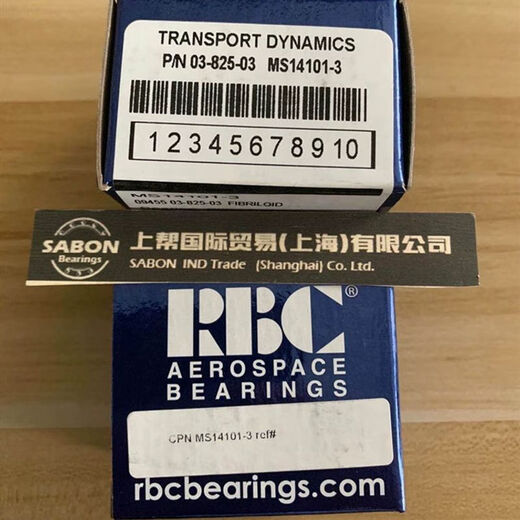 TRANSPORT DYNAMICS
P/N 03-825-03 MS14101-3
12345678910
MS14101-3
09455 03-825-03 FIBRILOID
SABON
Bearings
上帮国际贸易(上海)有限公司
SABON IND Trade (Shanghai) Co. Ltd.
RBC®
AEROSPACE
BEARINGS
CPN MS14101-3 ref#
rbcbearings.com